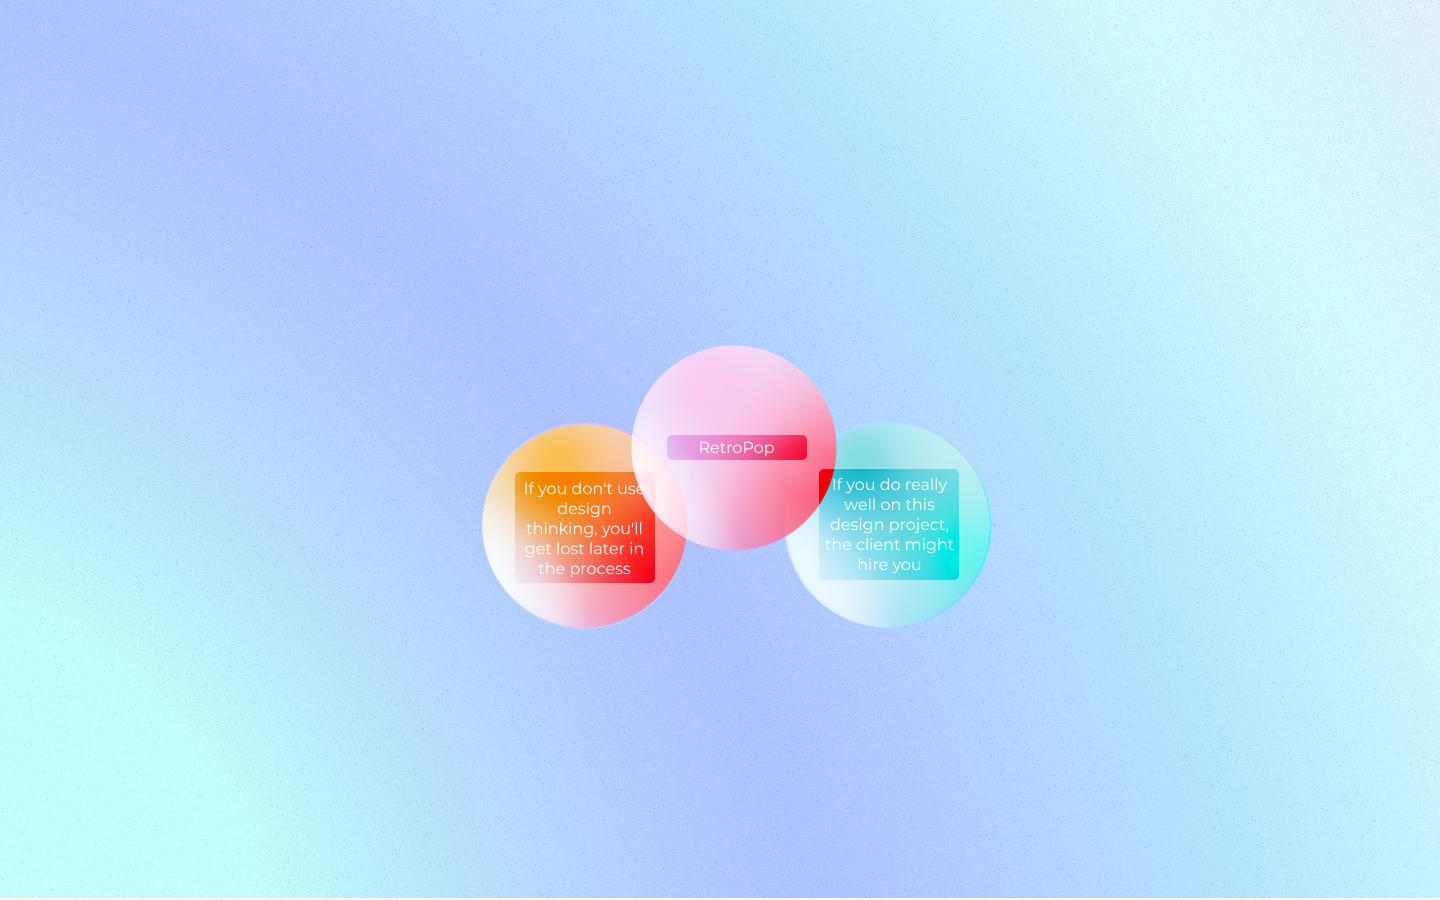 RetroPop
If you don't use
design
thinking, you'll
get lost later in
the process
If you do really
well on this
design project,
the client might
hire you